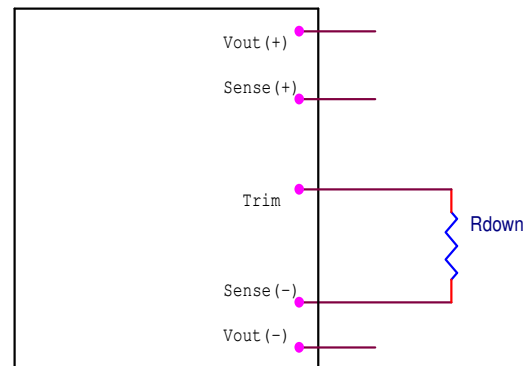 Vout(+)
Sense(+)
Trim
Rdown
Sense(-)
Vout(-)